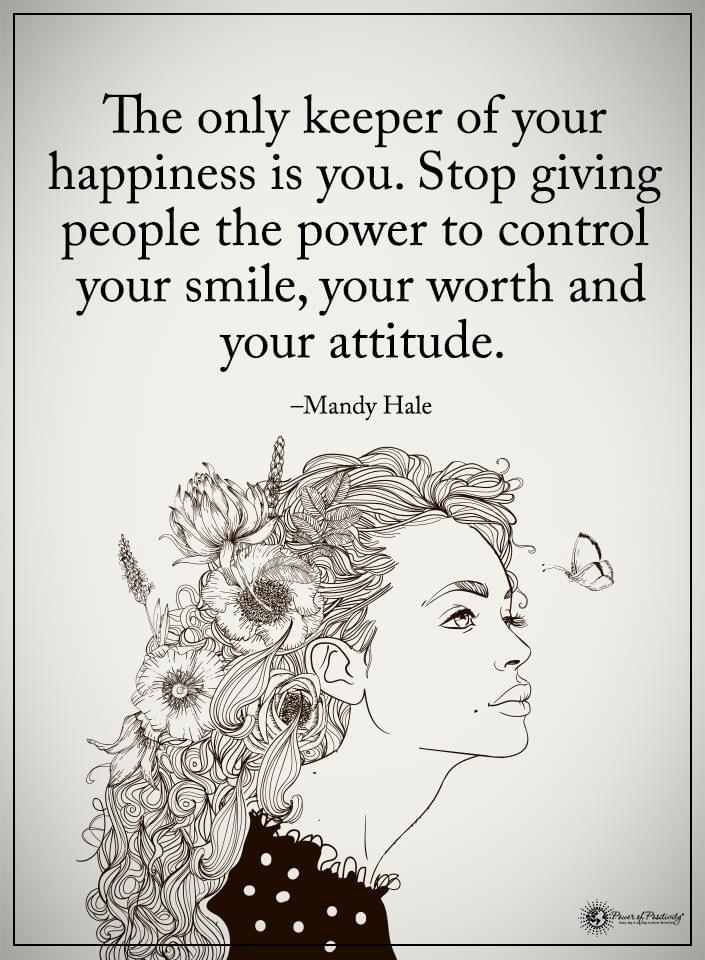 The only keeper of your
happiness is you. Stop giving
people the power to control
your smile, your worth and
your attitude.
–Mandy Hale
Power of Positivity